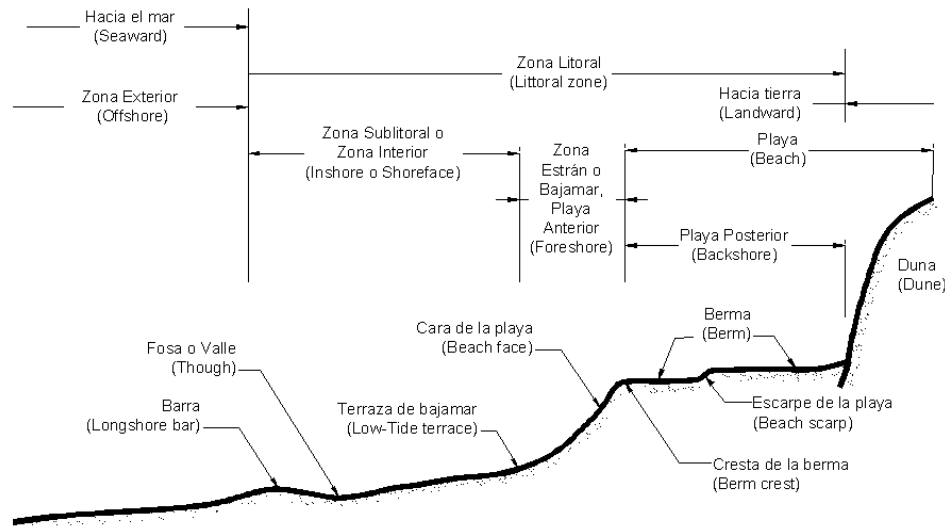 Hacia el mar
(Seaward)
Zona Litoral
(Littoral zone)
Zona Exterior
(Offshore)
Hacia tierra
(Landward)
Zona Sublitoral o
Zona Interior
(Inshore o Shoreface)
Zona
Estrán o
Bajamar,
Playa
Anterior
(Foreshore)
Playa
(Beach)
Playa Posterior
(Backshore)
Duna
(Dune)
Cara de la playa
(Beach face)
Berma
(Berm)
Fosa o Valle
(Though)
Barra
(Longshore bar)
Terraza de bajamar
(Low-Tide terrace)
Escarpe de la playa
(Beach scarp)
Cresta de la berma
(Berm crest)